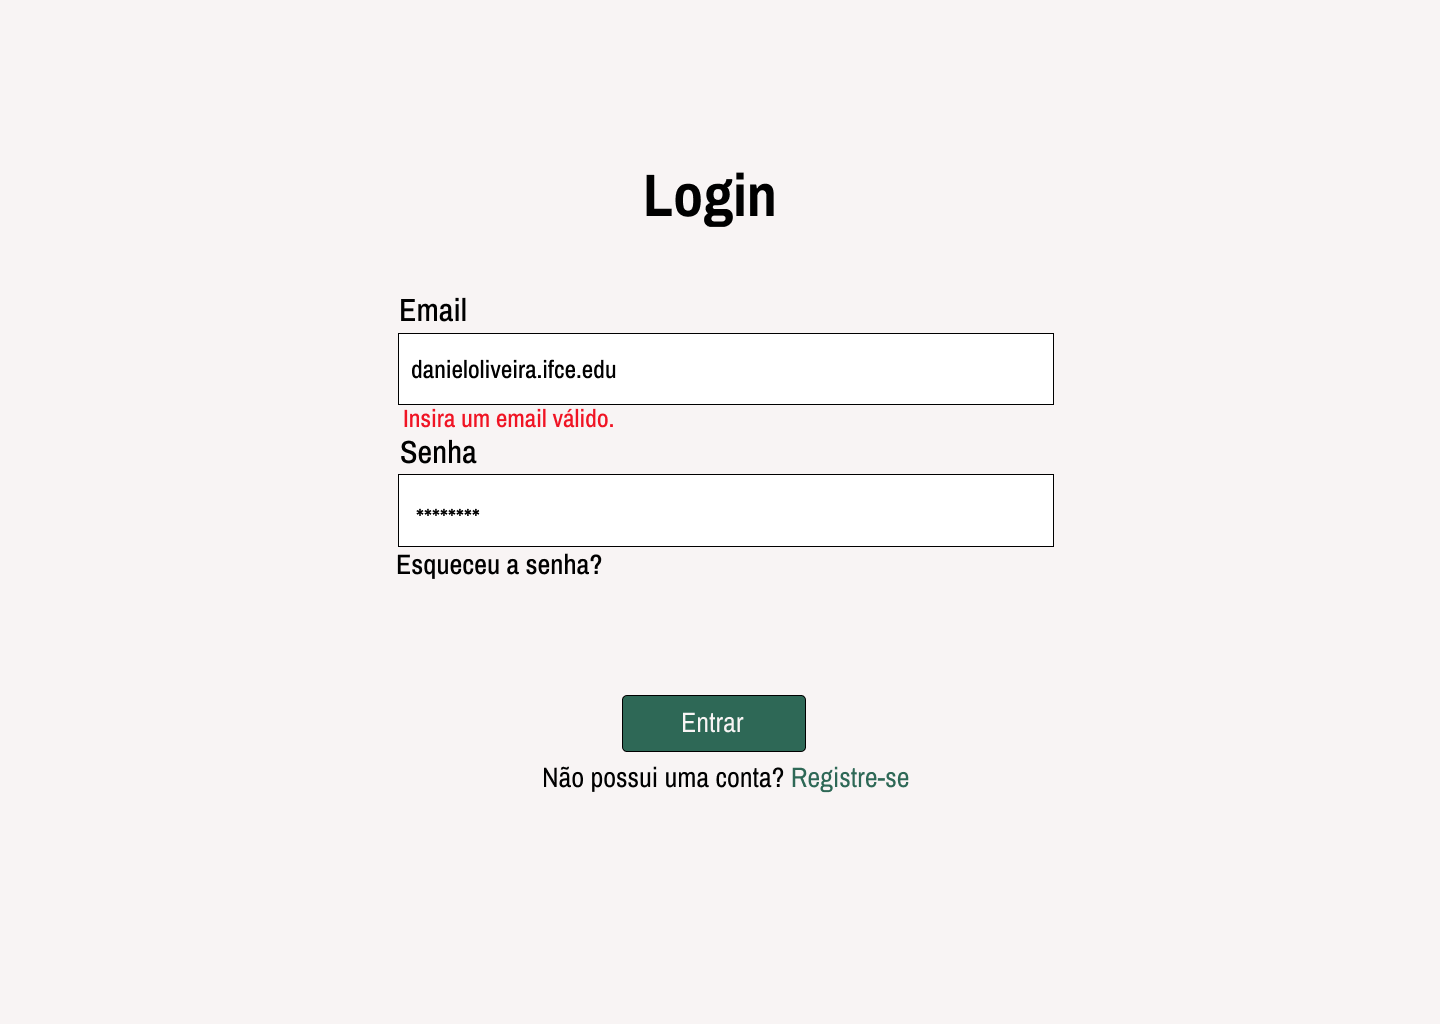 Login
Email
danieloliveira.ifce.edu
Insira um email válido.
Senha
********
Esqueceu a senha?
Entrar
Não possui uma conta? Registre-se